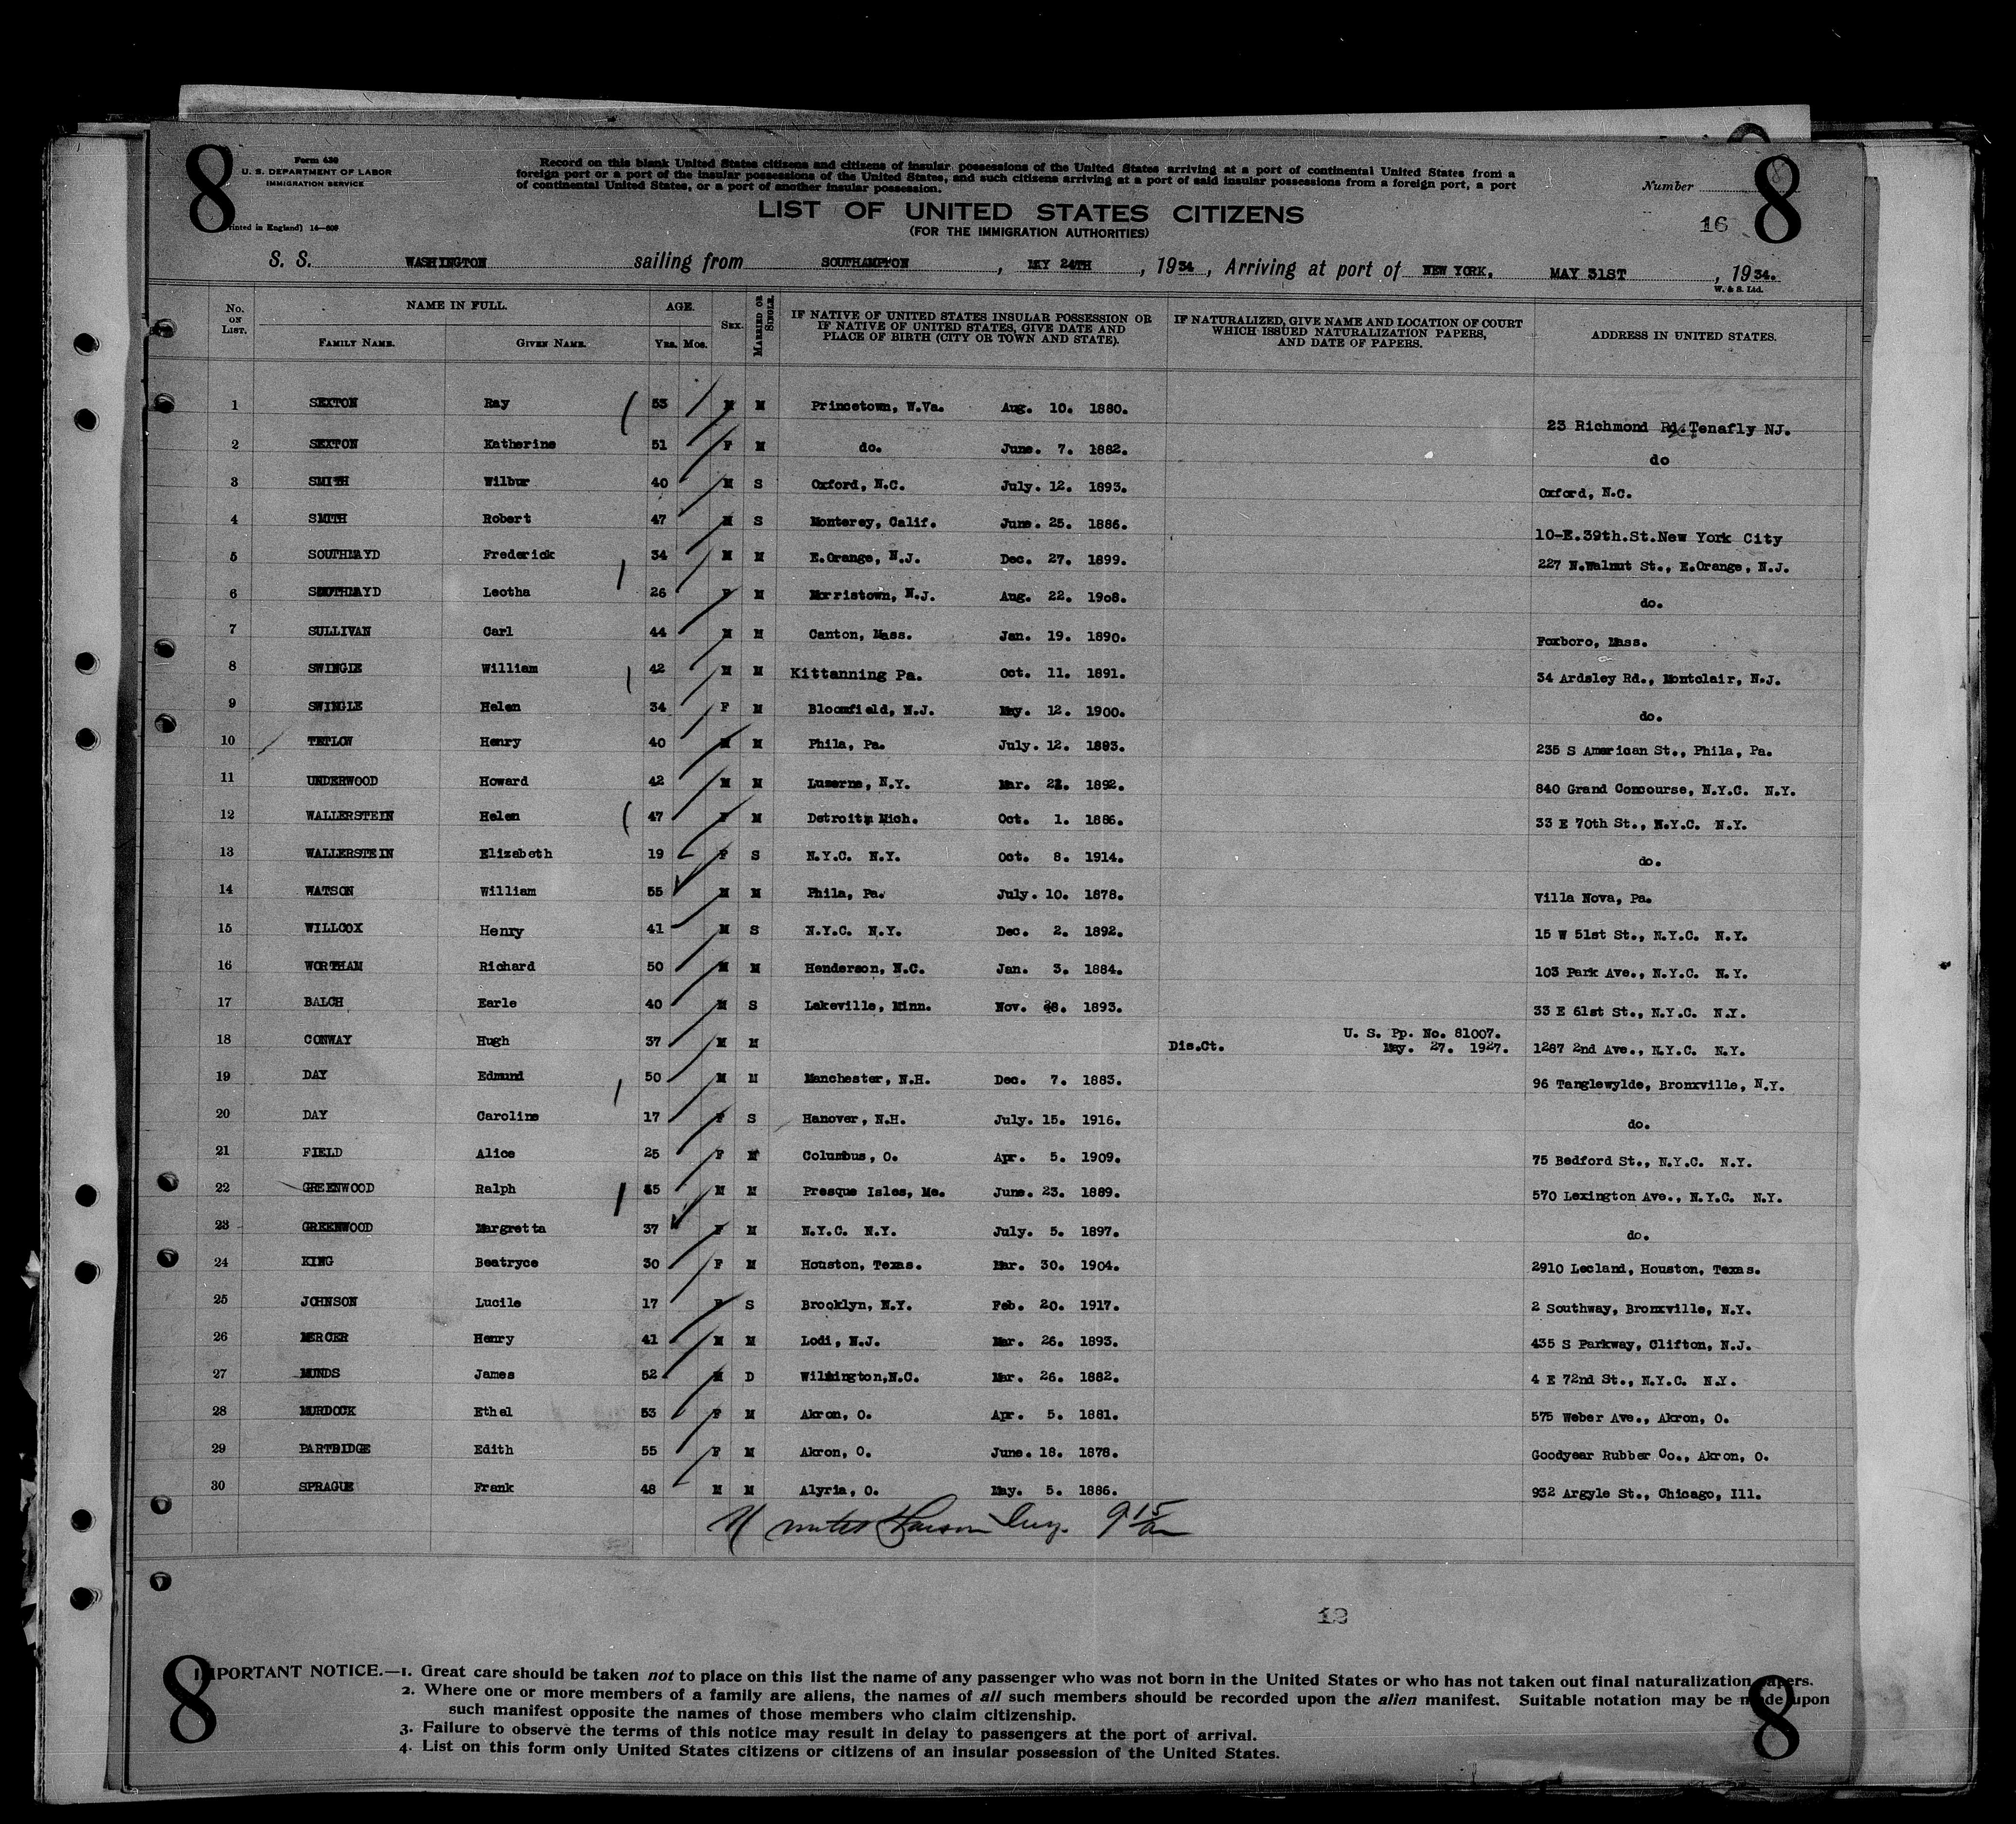 8 Form 430 8
U. S. DEPARTMENT OF LABOR
IMMIGRATION SERVICE
Printed in England) 14—608
Record on this blank United States citizens and citizens of insular possessions of the United States arriving at a port of continental United States from a
foreign port or a port of the insular possessions of the United States, and such citizens arriving at a port of said insular possessions from a foreign port, a port
of continental United States, or a port of another insular possession.
Number
16
LIST OF UNITED STATES CITIZENS
(FOR THE IMMIGRATION AUTHORITIES)
S. S. WASHINGTON sailing from SOUTHAMPTON, MAY 24TH, 1934, Arriving at port of NEW YORK, MAY 31ST, 1934.
W. & S. Ltd.
No. ON LIST. NAME IN FULL. FAMILY NAME. GIVEN NAME. AGE. YRS. MOS. SEX. MARRIED OR SINGLE. IF NATIVE OF UNITED STATES INSULAR POSSESSION OR IF NATIVE OF UNITED STATES, GIVE DATE AND PLACE OF BIRTH (CITY OR TOWN AND STATE). IF NATURALIZED, GIVE NAME AND LOCATION OF COURT WHICH ISSUED NATURALIZATION PAPERS, AND DATE OF PAPERS. ADDRESS IN UNITED STATES.
1 SEXTON Ray 53 M M Princetown, W.Va. Aug. 10. 1880. 23 Richmond Rd. Tenafly NJ.
2 SEXTON Katherine 51 F M do. June. 7. 1882. do
3 SMITH Wilbur 40 M S Oxford, N.C. July. 12. 1893. Oxford, N.C.
4 SMITH Robert 47 M S Monterey, Calif. June. 25. 1886. 10-E.39th.St.New York City
5 SOUTHMAYD Frederick 34 M M E.Orange, N.J. Dec. 27. 1899. 227 N.Walnut St., E.Orange, N.J.
6 SOUTHMAYD Leotha 26 F M Morristown, N.J. Aug. 22. 1908. do.
7 SULLIVAN Carl 44 M M Canton, Mass. Jan. 19. 1890. Foxboro, Mass.
8 SWINGLE William 42 M M Kittanning Pa. Oct. 11. 1891. 34 Ardsley Rd., Montclair, N.J.
9 SWINGLE Helen 34 F M Bloomfield, N.J. May. 12. 1900. do.
10 TETLOW Henry 40 M M Phila, Pa. July. 12. 1893. 235 S American St., Phila, Pa.
11 UNDERWOOD Howard 42 M M Luzerne, N.Y. Mar. 1892. 840 Grand Concourse, N.Y.C. N.Y.
12 WALLERSTEIN Helen 47 F M Detroit, Mich. Oct. 1. 1886. 33 E 70th St., N.Y.C. N.Y.
13 WALLERSTEIN Elizabeth 19 F S N.Y.C. N.Y. Oct. 8. 1914. do.
14 WATSON William 55 M M Phila, Pa. July. 10. 1878. Villa Nova, Pa.
15 WILLCOX Henry 41 M S N.Y.C. N.Y. Dec. 2. 1892. 15 W 51st St., N.Y.C. N.Y.
16 WORTHAM Richard 50 M M Henderson, N.C. Jan. 3. 1884. 103 Park Ave., N.Y.C. N.Y.
17 BALCH Earle 40 M S Lakeville, Minn. Nov. 28. 1893. 33 E 61st St., N.Y.C. N.Y.
18 CONWAY Hugh 37 M M Dis.Ct. U. S. Pp. No. 81007. May. 27. 1927. 1287 2nd Ave., N.Y.C. N.Y.
19 DAY Edmund 50 M M Manchester, N.H. Dec. 7. 1883. 96 Tanglewylde, Bronxville, N.Y.
20 DAY Caroline 17 F S Hanover, N.H. July. 15. 1916. do.
21 FIELD Alice 25 F M Columbus, O. Apr. 5. 1909. 75 Bedford St., N.Y.C. N.Y.
22 GREENWOOD Ralph 45 M M Presque Isles, Me. June. 23. 1889. 570 Lexington Ave., N.Y.C. N.Y.
23 GREENWOOD Margretta 37 F M N.Y.C. N.Y. July. 5. 1897. do.
24 KING Beatryce 30 F M Houston, Texas. Mar. 30. 1904. 2910 Leeland, Houston, Texas.
25 JOHNSON Lucile 17 F S Brooklyn, N.Y. Feb. 20. 1917. 2 Southway, Bronxville, N.Y.
26 MERCER Henry 41 M M Lodi, N.J. Mar. 26. 1893. 435 S Parkway, Clifton, N.J.
27 MUNDS James 52 M D Wilmington,N.C. Mar. 26. 1882. 4 E 72nd St., N.Y.C. N.Y.
28 MURDOCK Ethel 53 F M Akron, O. Apr. 5. 1881. 575 Weber Ave., Akron, O.
29 PARTRIDGE Edith 55 F M Akron, O. June. 18. 1878. Goodyear Rubber Co., Akron, O.
30 SPRAGUE Frank 48 M M Alyria, O. May. 5. 1886. 932 Argyle St., Chicago, Ill.
9 15
12
8 IMPORTANT NOTICE.—1. Great care should be taken not to place on this list the name of any passenger who was not born in the United States or who has not taken out final naturalization papers. 8
2. Where one or more members of a family are aliens, the names of all such members should be recorded upon the alien manifest. Suitable notation may be made upon
such manifest opposite the names of those members who claim citizenship.
3. Failure to observe the terms of this notice may result in delay to passengers at the port of arrival.
4. List on this form only United States citizens or citizens of an insular possession of the United States.